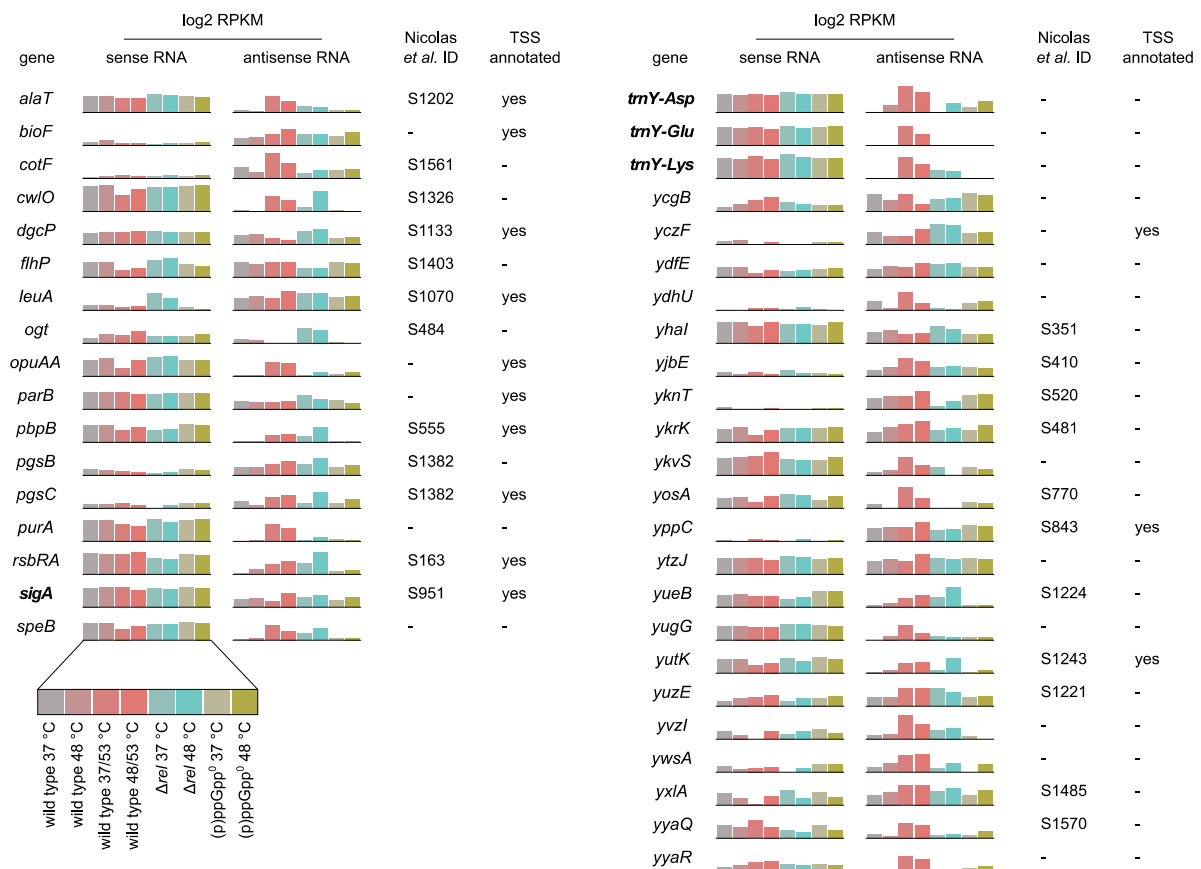 log2 RPKM
gene sense RNA antisense RNA Nicolas et al. ID TSS annotated
alaT S1202 yes
bioF - yes
cotF S1561 -
cwlO S1326 -
dgcP S1133 yes
flhP S1403 -
leuA S1070 yes
ogt S484 -
opuAA - yes
parB - yes
pbpB S555 yes
pgsB S1382 -
pgsC S1382 yes
purA - -
rsbRA S163 yes
sigA S951 yes
speB - -
wild type 37 °C
wild type 48 °C
wild type 37/53 °C
wild type 48/53 °C
Δrel 37 °C
Δrel 48 °C
(p)ppGpp⁰ 37 °C
(p)ppGpp⁰ 48 °C
log2 RPKM
gene sense RNA antisense RNA Nicolas et al. ID TSS annotated
trnY-Asp - -
trnY-Glu - -
trnY-Lys - -
ycgB - -
yczF - yes
ydfE - -
ydhU - -
yhaI S351 -
yjbE S410 -
yknT S520 -
ykrK S481 -
ykvS - -
yosA S770 -
yppC S843 yes
ytzJ - -
yueB S1224 -
yugG - -
yutK S1243 yes
yuzE S1221 -
yvzI - -
ywsA - -
yxlA S1485 -
yyaQ S1570 -
yyaR - -